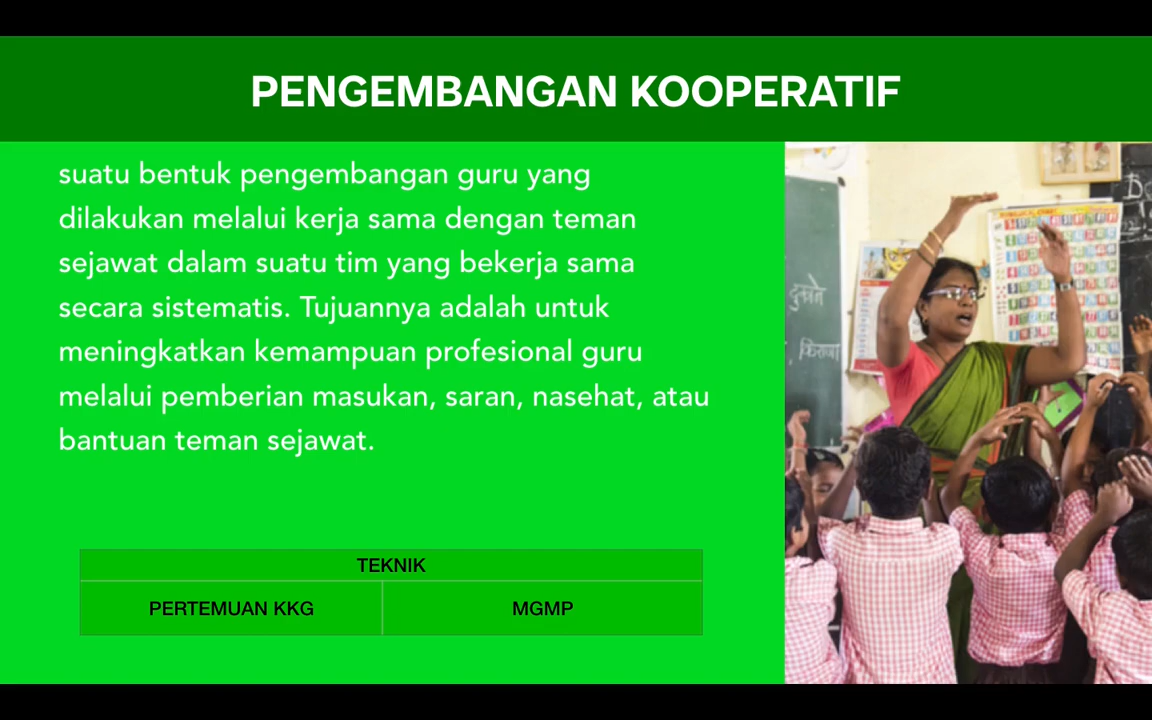 PENGEMBANGAN KOOPERATIF
suatu bentuk pengembangan guru yang
dilakukan melalui kerja sama dengan teman
sejawat dalam suatu tim yang bekerja sama
secara sistematis. Tujuannya adalah untuk
meningkatkan kemampuan profesional guru
melalui pemberian masukan, saran, nasehat, atau
bantuan teman sejawat.
TEKNIK
PERTEMUAN KKG
MGMP